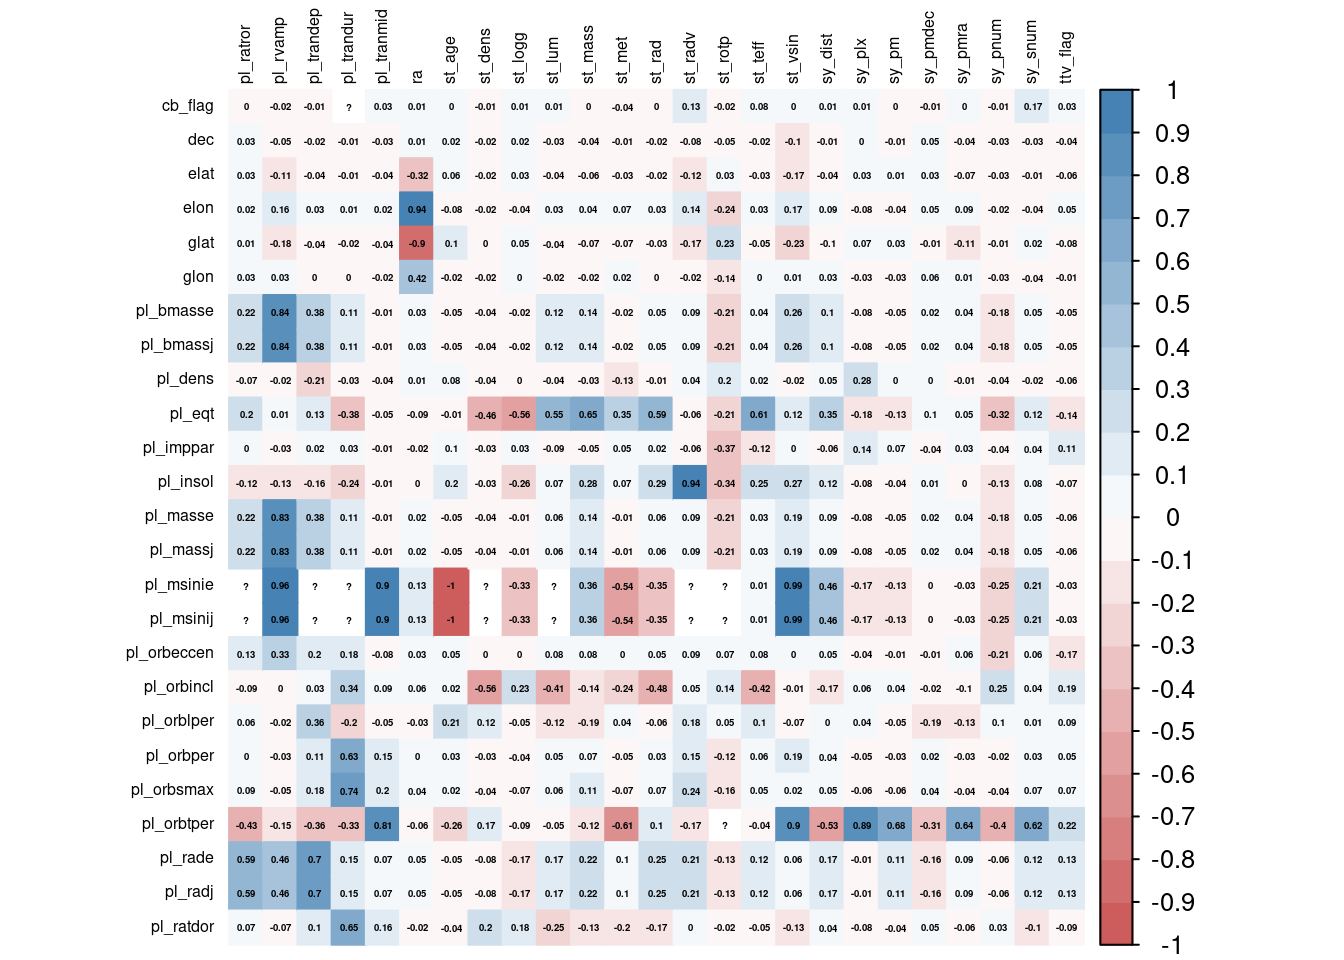 pl_ratror pl_rvamp pl_trandep pl_trandur pl_tranmid ra st_age st_dens st_logg st_lum st_mass st_met st_rad st_radv st_rotp st_teff st_vsin sy_dist sy_plx sy_pm sy_pmdec sy_pmra sy_pnum sy_snum ttv_flag
cb_flag 0 -0.02 -0.01 ? 0.03 0.01 0 -0.01 0.01 0.01 0 -0.04 0 0.13 -0.02 0.08 0 0.01 0.01 0 -0.01 0 -0.01 0.17 0.03
dec 0.03 -0.05 -0.02 -0.01 -0.03 0.01 0.02 -0.02 0.02 -0.03 -0.04 -0.01 -0.02 -0.08 -0.05 -0.02 -0.1 -0.01 0 -0.01 0.05 -0.04 -0.03 -0.03 -0.04
elat 0.03 -0.11 -0.04 -0.01 -0.04 -0.32 0.06 -0.02 0.03 -0.04 -0.06 -0.03 -0.02 -0.12 0.03 -0.03 -0.17 -0.04 0.03 0.01 0.03 -0.07 -0.03 -0.01 -0.06
elon 0.02 0.16 0.03 0.01 0.02 0.94 -0.08 -0.02 -0.04 0.03 0.04 0.07 0.03 0.14 -0.24 0.03 0.17 0.09 -0.08 -0.04 0.05 0.09 -0.02 -0.04 0.05
glat 0.01 -0.18 -0.04 -0.02 -0.04 -0.9 0.1 0 0.05 -0.04 -0.07 -0.07 -0.03 -0.17 0.23 -0.05 -0.23 -0.1 0.07 0.03 -0.01 -0.11 -0.01 0.02 -0.08
glon 0.03 0.03 0 0 -0.02 0.42 -0.02 -0.02 0 -0.02 -0.02 0.02 0 -0.02 -0.14 0 0.01 0.03 -0.03 -0.03 0.06 0.01 -0.03 -0.04 -0.01
pl_bmasse 0.22 0.84 0.38 0.11 -0.01 0.03 -0.05 -0.04 -0.02 0.12 0.14 -0.02 0.05 0.09 -0.21 0.04 0.26 0.1 -0.08 -0.05 0.02 0.04 -0.18 0.05 -0.05
pl_bmassj 0.22 0.84 0.38 0.11 -0.01 0.03 -0.05 -0.04 -0.02 0.12 0.14 -0.02 0.05 0.09 -0.21 0.04 0.26 0.1 -0.08 -0.05 0.02 0.04 -0.18 0.05 -0.05
pl_dens -0.07 -0.02 -0.21 -0.03 -0.04 0.01 0.08 -0.04 0 -0.04 -0.03 -0.13 -0.01 0.04 0.2 0.02 -0.02 0.05 0.28 0 0 -0.01 -0.04 -0.02 -0.06
pl_eqt 0.2 0.01 0.13 -0.38 -0.05 -0.09 -0.01 -0.46 -0.56 0.55 0.65 0.35 0.59 -0.06 -0.21 0.61 0.12 0.35 -0.18 -0.13 0.1 0.05 -0.32 0.12 -0.14
pl_imppar 0 -0.03 0.02 0.03 -0.01 -0.02 0.1 -0.03 0.03 -0.09 -0.05 0.05 0.02 -0.06 -0.37 -0.12 0 -0.06 0.14 0.07 -0.04 0.03 -0.04 0.04 0.11
pl_insol -0.12 -0.13 -0.16 -0.24 -0.01 0 0.2 -0.03 -0.26 0.07 0.28 0.07 0.29 0.94 -0.34 0.25 0.27 0.12 -0.08 -0.04 0.01 0 -0.13 0.08 -0.07
pl_masse 0.22 0.83 0.38 0.11 -0.01 0.02 -0.05 -0.04 -0.01 0.06 0.14 -0.01 0.06 0.09 -0.21 0.03 0.19 0.09 -0.08 -0.05 0.02 0.04 -0.18 0.05 -0.06
pl_massj 0.22 0.83 0.38 0.11 -0.01 0.02 -0.05 -0.04 -0.01 0.06 0.14 -0.01 0.06 0.09 -0.21 0.03 0.19 0.09 -0.08 -0.05 0.02 0.04 -0.18 0.05 -0.06
pl_msinie ? 0.96 ? ? 0.9 0.13 -1 ? -0.33 ? 0.36 -0.54 -0.35 ? ? 0.01 0.99 0.46 -0.17 -0.13 0 -0.03 -0.25 0.21 -0.03
pl_msinij ? 0.96 ? ? 0.9 0.13 -1 ? -0.33 ? 0.36 -0.54 -0.35 ? ? 0.01 0.99 0.46 -0.17 -0.13 0 -0.03 -0.25 0.21 -0.03
pl_orbeccen 0.13 0.33 0.2 0.18 -0.08 0.03 0.05 0 0 0.08 0.08 0 0.05 0.09 0.07 0.08 0 0.05 -0.04 -0.01 -0.01 0.06 -0.21 0.06 -0.17
pl_orbincl -0.09 0 0.03 0.34 0.09 0.06 0.02 -0.56 0.23 -0.41 -0.14 -0.24 -0.48 0.05 0.14 -0.42 -0.01 -0.17 0.06 0.04 -0.02 -0.1 0.25 0.04 0.19
pl_orblper 0.06 -0.02 0.36 -0.2 -0.05 -0.03 0.21 0.12 -0.05 -0.12 -0.19 0.04 -0.06 0.18 0.05 0.1 -0.07 0 0.04 -0.05 -0.19 -0.13 0.1 0.01 0.09
pl_orbper 0 -0.03 0.11 0.63 0.15 0 0.03 -0.03 -0.04 0.05 0.07 -0.05 0.03 0.15 -0.12 0.06 0.19 0.04 -0.05 -0.03 0.02 -0.03 -0.02 0.03 0.05
pl_orbsmax 0.09 -0.05 0.18 0.74 0.2 0.04 0.02 -0.04 -0.07 0.06 0.11 -0.07 0.07 0.24 -0.16 0.05 0.02 0.05 -0.06 -0.06 0.04 -0.04 -0.04 0.07 0.07
pl_orbtper -0.43 -0.15 -0.36 -0.33 0.81 -0.06 -0.26 0.17 -0.09 -0.05 -0.12 -0.61 0.1 -0.17 ? -0.04 0.9 -0.53 0.89 0.68 -0.31 0.64 -0.4 0.62 0.22
pl_rade 0.59 0.46 0.7 0.15 0.07 0.05 -0.05 -0.08 -0.17 0.17 0.22 0.1 0.25 0.21 -0.13 0.12 0.06 0.17 -0.01 0.11 -0.16 0.09 -0.06 0.12 0.13
pl_radj 0.59 0.46 0.7 0.15 0.07 0.05 -0.05 -0.08 -0.17 0.17 0.22 0.1 0.25 0.21 -0.13 0.12 0.06 0.17 -0.01 0.11 -0.16 0.09 -0.06 0.12 0.13
pl_ratdor 0.07 -0.07 0.1 0.65 0.16 -0.02 -0.04 0.2 0.18 -0.25 -0.13 -0.2 -0.17 0 -0.02 -0.05 -0.13 0.04 -0.08 -0.04 0.05 -0.06 0.03 -0.1 -0.09
1
0.9
0.8
0.7
0.6
0.5
0.4
0.3
0.2
0.1
0
-0.1
-0.2
-0.3
-0.4
-0.5
-0.6
-0.7
-0.8
-0.9
-1